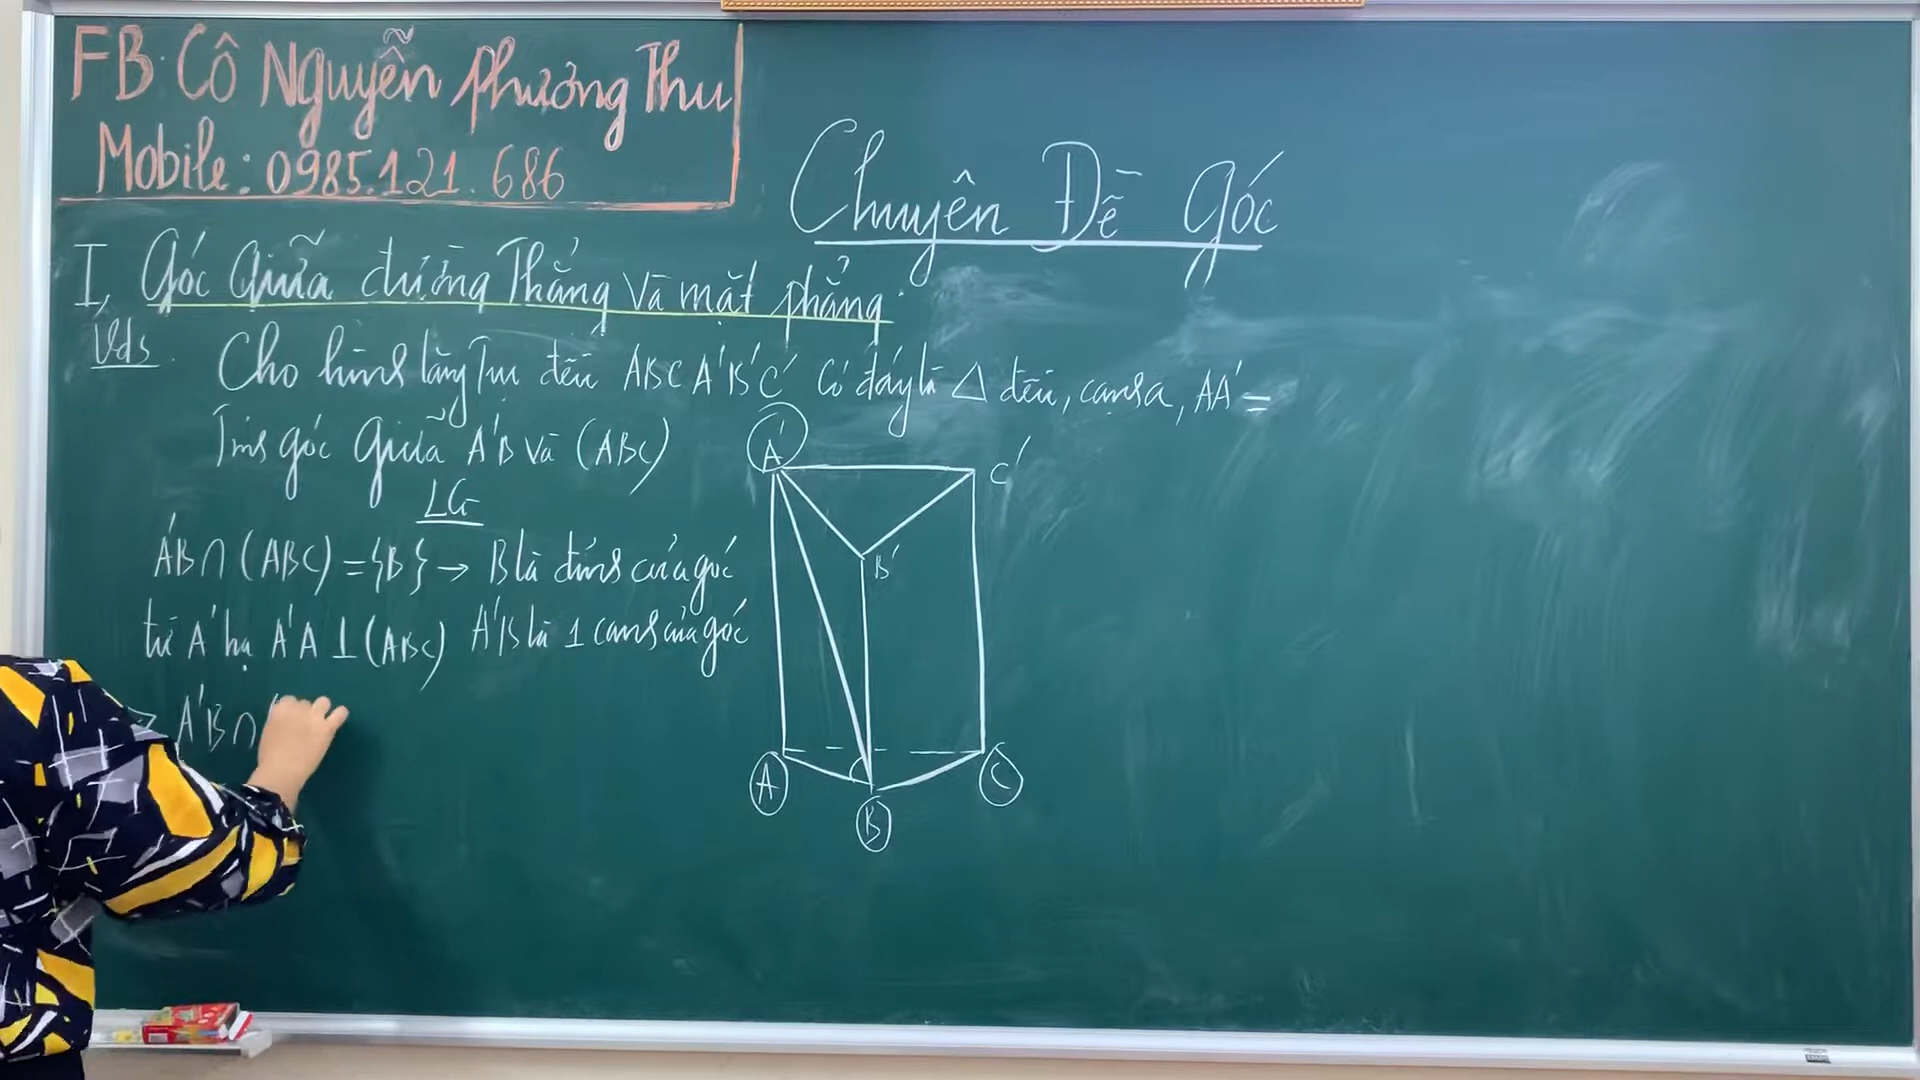 FB: Cô Nguyễn Phương Thu
Mobile: 0985.121.686
Chuyên Đề Góc
I, Góc Giữa đường Thẳng và mặt phẳng.
Vd5.
Cho hình lăng Trụ đều ABC A'B'C' có đáy là Δ đều, cạnh a, AA' =
Tính góc Giữa A'B và (ABC)
LG
A'B ∩ (ABC) = {B} → B là đỉnh của góc
từ A' hạ A'A ⊥ (ABC) A'B là 1 cạnh của góc
A'B ∩
A'
C'
B'
A
C
B